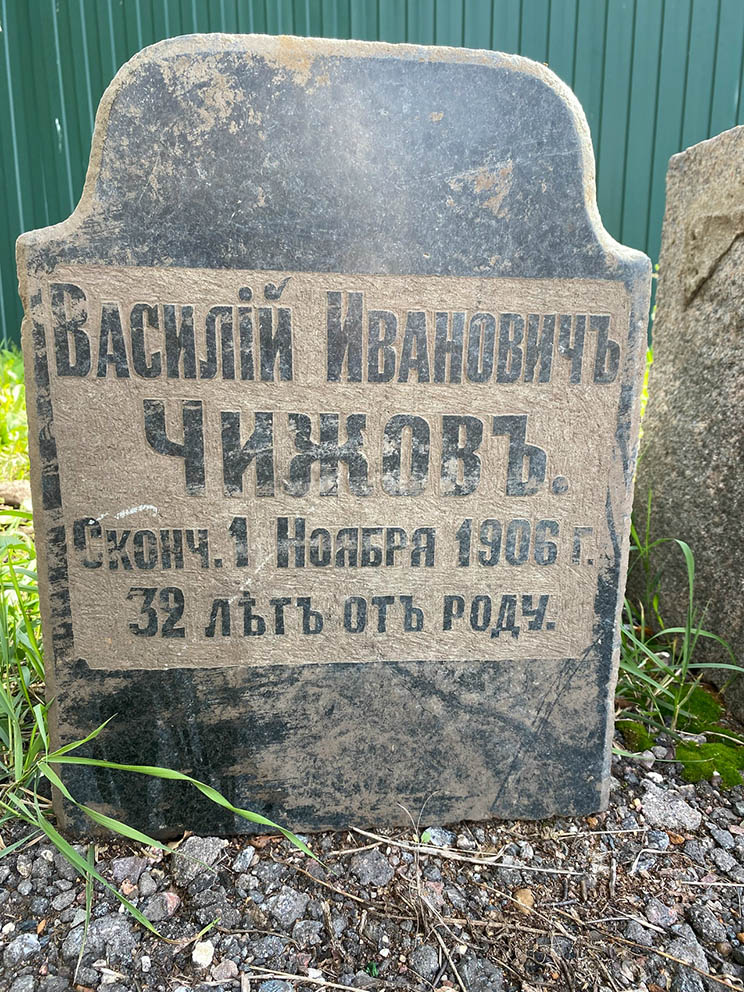 Василій Ивановичъ
Чижовъ.
Сконч. 1 Ноября 1906 г.
32 лѣтъ отъ роду.